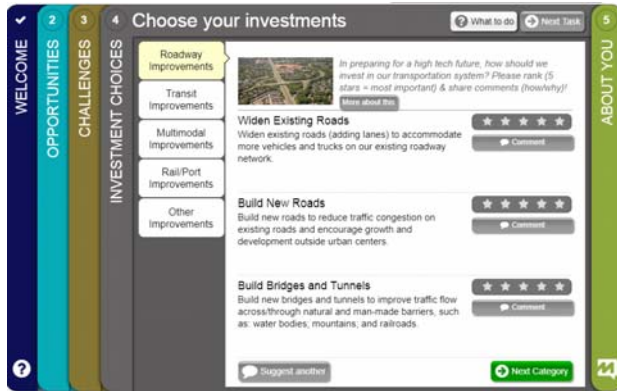 WELCOME
2
OPPORTUNITIES
3
CHALLENGES
4
INVESTMENT CHOICES
Choose your investments
What to do
Next Task
5
ABOUT YOU
Roadway
Improvements
Transit
Improvements
Multimodal
Improvements
Rail/Port
Improvements
Other
Improvements
In preparing for a high tech future, how should we
invest in our transportation system? Please rank (5
stars = most important) & share comments (how/why)!
More about this
Widen Existing Roads
Widen existing roads (adding lanes) to accommodate
more vehicles and trucks on our existing roadway
network.
Comment
Build New Roads
Build new roads to reduce traffic congestion on
existing roads and encourage growth and
development outside urban centers.
Comment
Build Bridges and Tunnels
Build new bridges and tunnels to improve traffic flow
across/through natural and man-made barriers, such
as: water bodies, mountains, and railroads.
Comment
Suggest another
Next Category
?